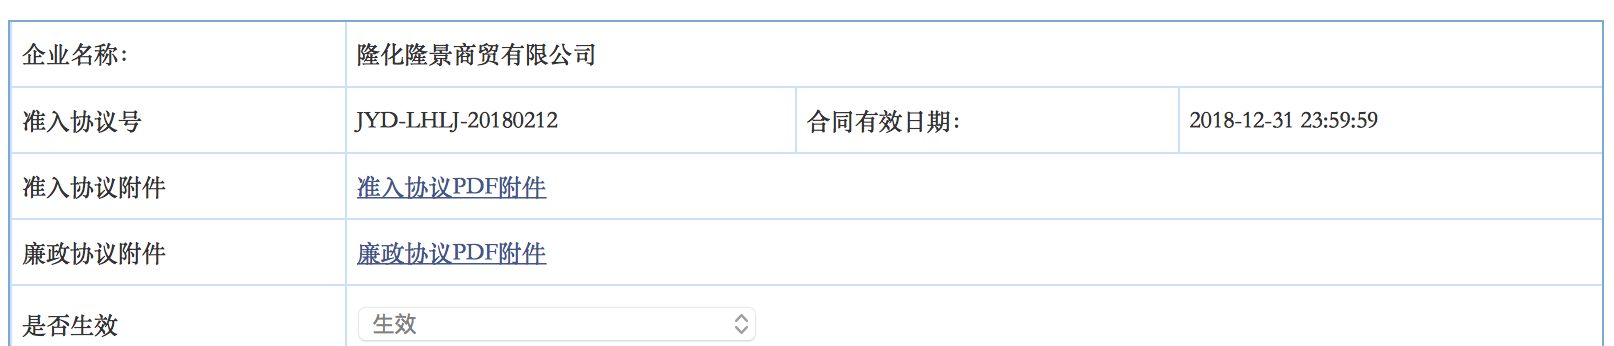 企业名称：
隆化隆景商贸有限公司
准入协议号
JYD-LHLJ-20180212
合同有效日期：
2018-12-31 23:59:59
准入协议附件
准入协议PDF附件
廉政协议附件
廉政协议PDF附件
是否生效
生效